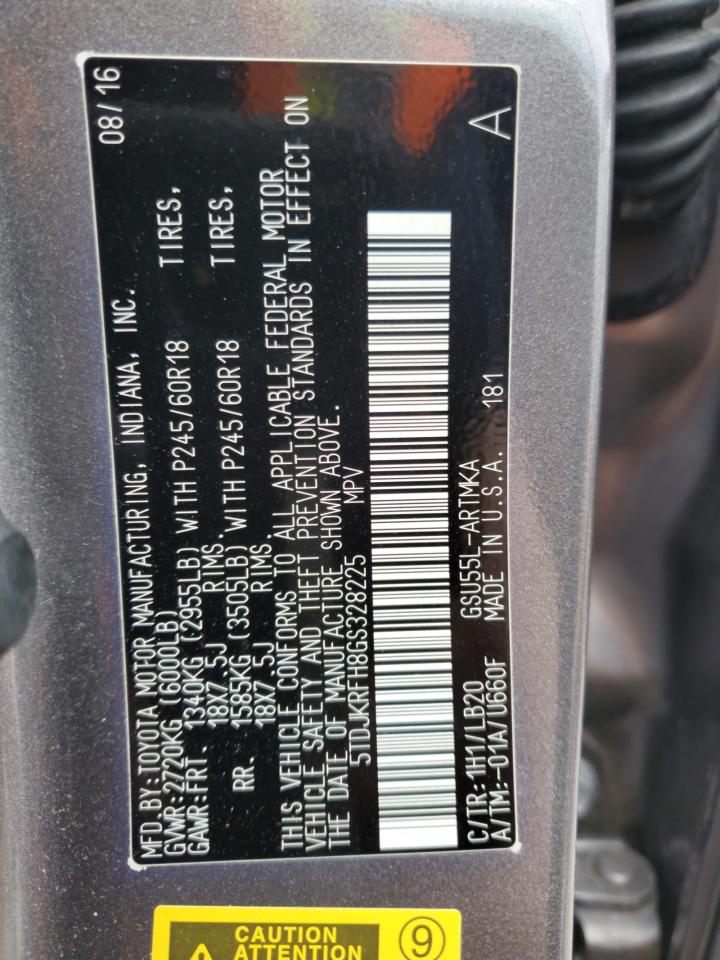 MFD.BY:TOYOTA MOTOR MANUFACTURING, INDIANA, INC. 08/16
GVWR:2720KG (6000LB)
GAWR:FRT. 1340KG (2955LB) WITH P245/60R18 TIRES,
18X7.5J RIMS.
RR. 1585KG (3505LB) WITH P245/60R18 TIRES,
18X7.5J RIMS
THIS VEHICLE CONFORMS TO ALL APPLICABLE FEDERAL MOTOR
VEHICLE SAFETY AND THEFT PREVENTION STANDARDS IN EFFECT ON
THE DATE OF MANUFACTURE SHOWN ABOVE.
5TDJKRFH8GS328225 MPV
C/TR:1H1/LB20 GSU55L-ARTMKA A
A/TM:-01A/U660F MADE IN U.S.A. 181
CAUTION
ATTENTION
9